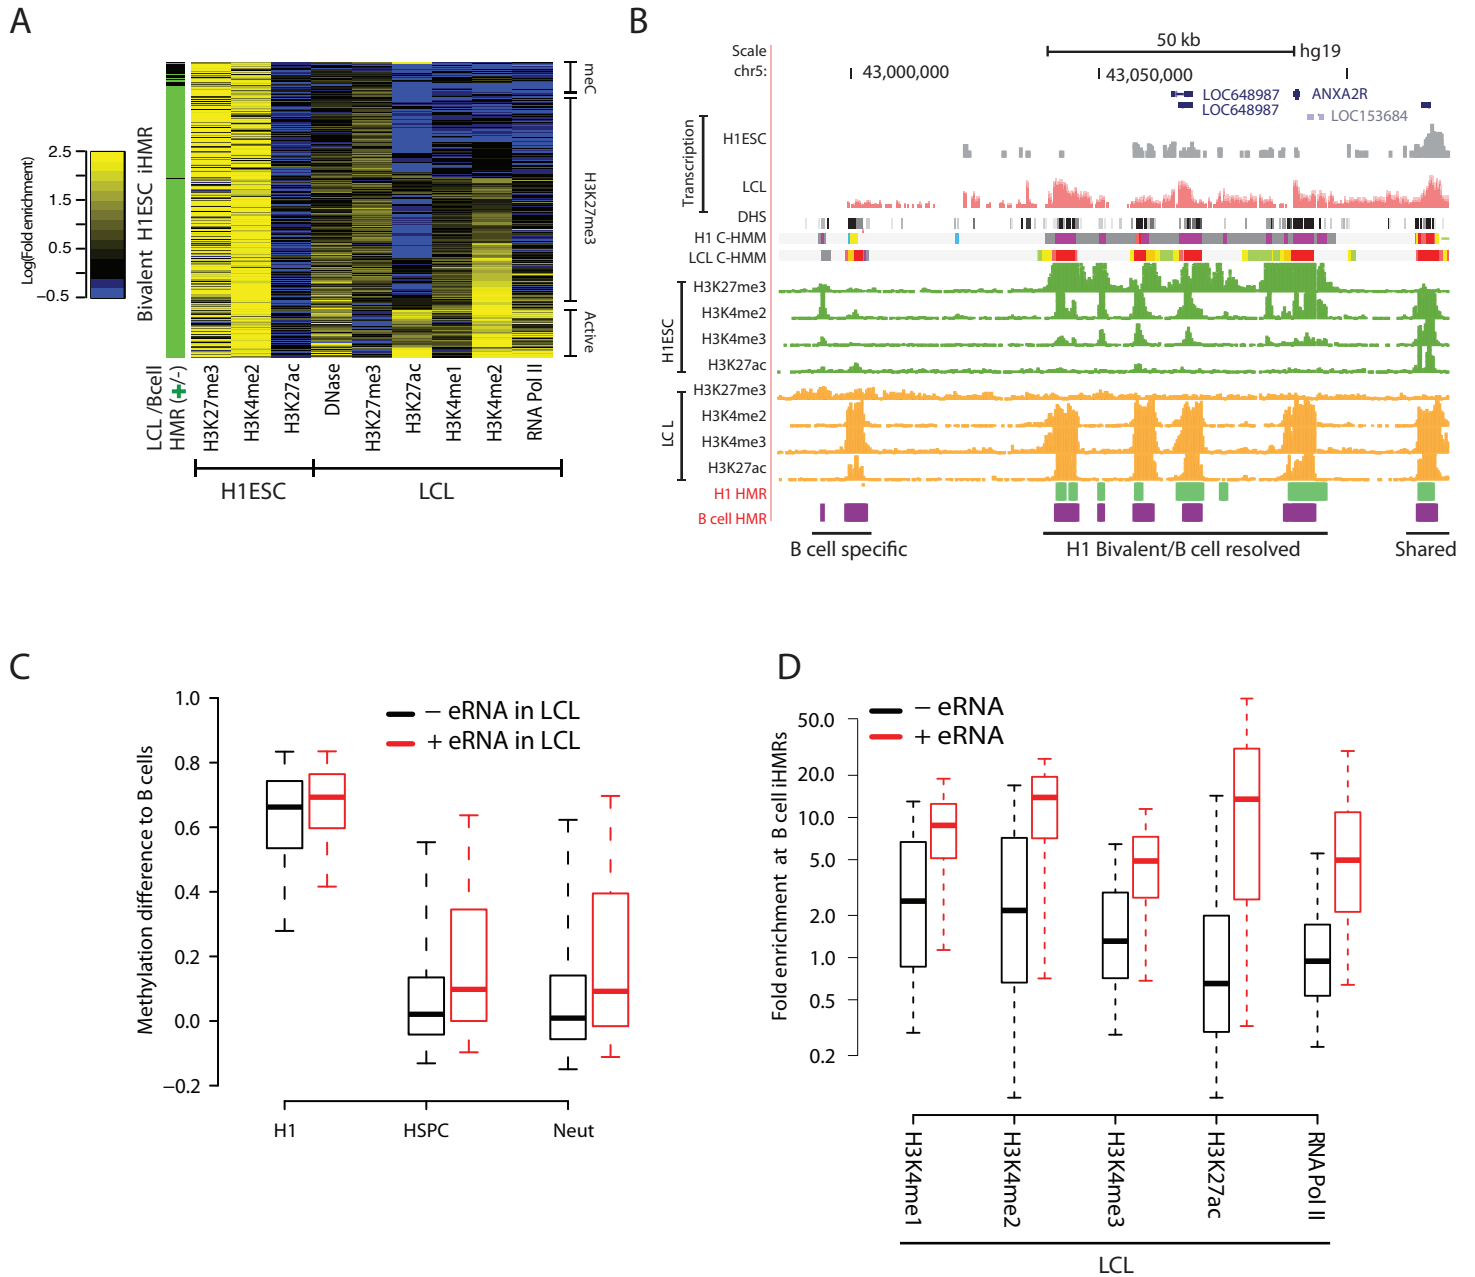 A
2.5
1.5
0.5
−0.5
Log(Fold enrichment)
Bivalent H1ESC iHMR
LCL /Bcell
HMR (+/-)
H3K27me3
H3K4me2
H3K27ac
DNase
H3K27me3
H3K27ac
H3K4me1
H3K4me2
RNA Pol II
meC
H3K27me3
Active
H1ESC
LCL
B
Scale
50 kb
hg19
chr5:
43,000,000
43,050,000
LOC648987
LOC648987
ANXA2R
LOC153684
Transcription
H1ESC
LCL
DHS
H1 C-HMM
LCL C-HMM
H1ESC
H3K27me3
H3K4me2
H3K4me3
H3K27ac
LC L
H3K27me3
H3K4me2
H3K4me3
H3K27ac
H1 HMR
B cell HMR
B cell specific
H1 Bivalent/B cell resolved
Shared
C
Methylation difference to B cells
1.0
0.8
0.6
0.4
0.2
0.0
−0.2
− eRNA in LCL
+ eRNA in LCL
H1
HSPC
Neut
D
Fold enrichment at B cell iHMRs
50.0
20.0
10.0
5.0
2.0
1.0
0.5
0.2
− eRNA
+ eRNA
H3K4me1
H3K4me2
H3K4me3
H3K27ac
RNA Pol II
LCL